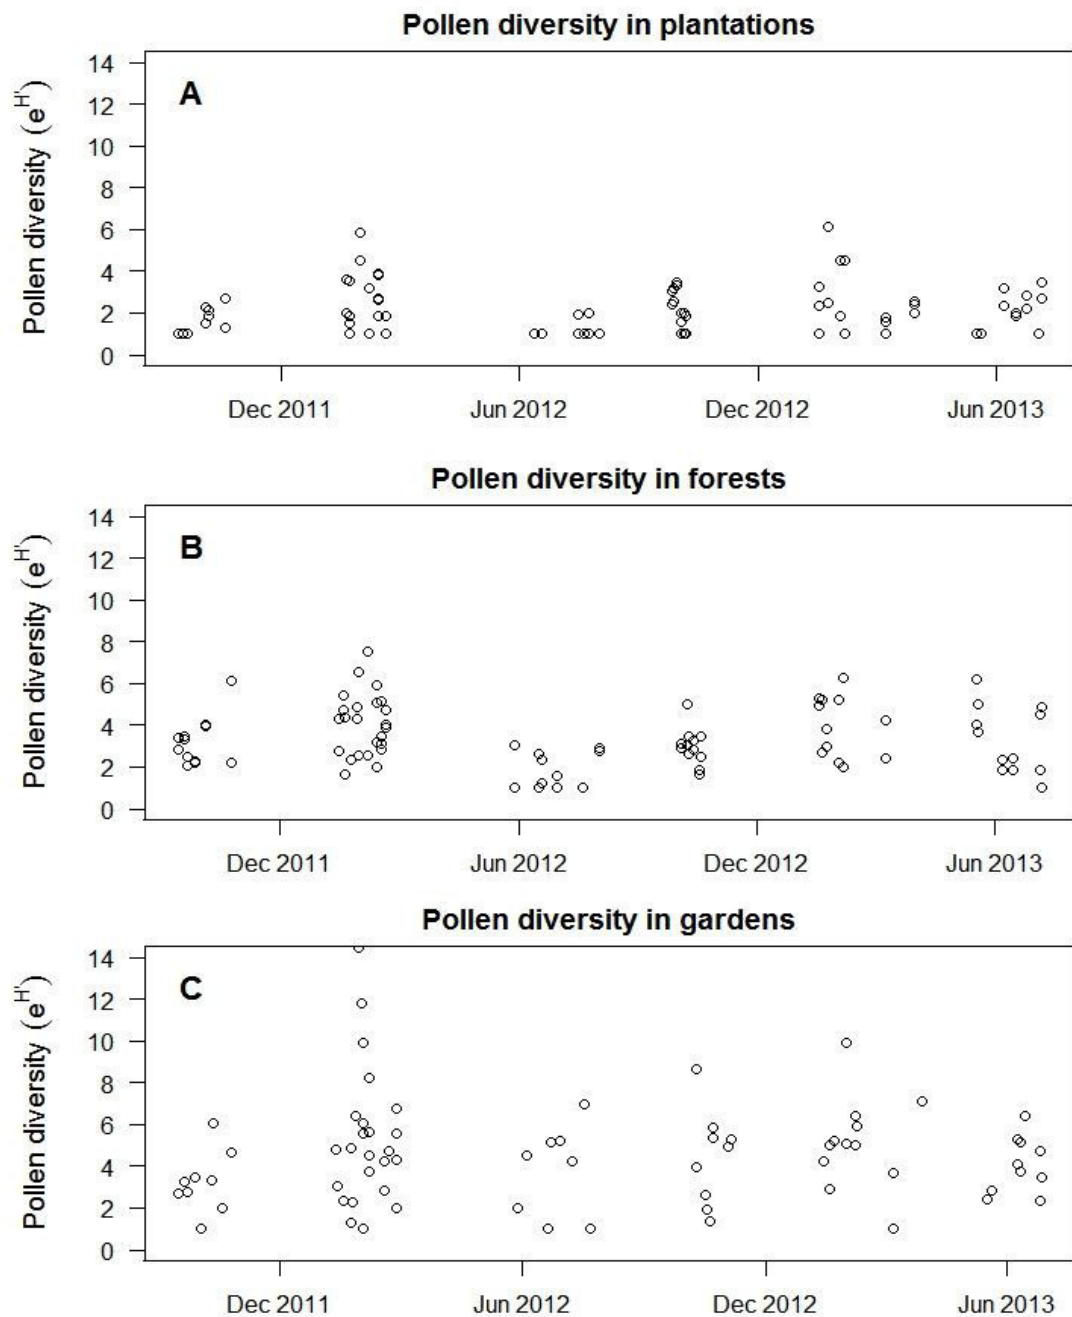 Pollen diversity in plantations
A
Pollen diversity (e^H')
14
12
10
8
6
4
2
0
Dec 2011 Jun 2012 Dec 2012 Jun 2013
Pollen diversity in forests
B
Pollen diversity (e^H')
14
12
10
8
6
4
2
0
Dec 2011 Jun 2012 Dec 2012 Jun 2013
Pollen diversity in gardens
C
Pollen diversity (e^H')
14
12
10
8
6
4
2
0
Dec 2011 Jun 2012 Dec 2012 Jun 2013